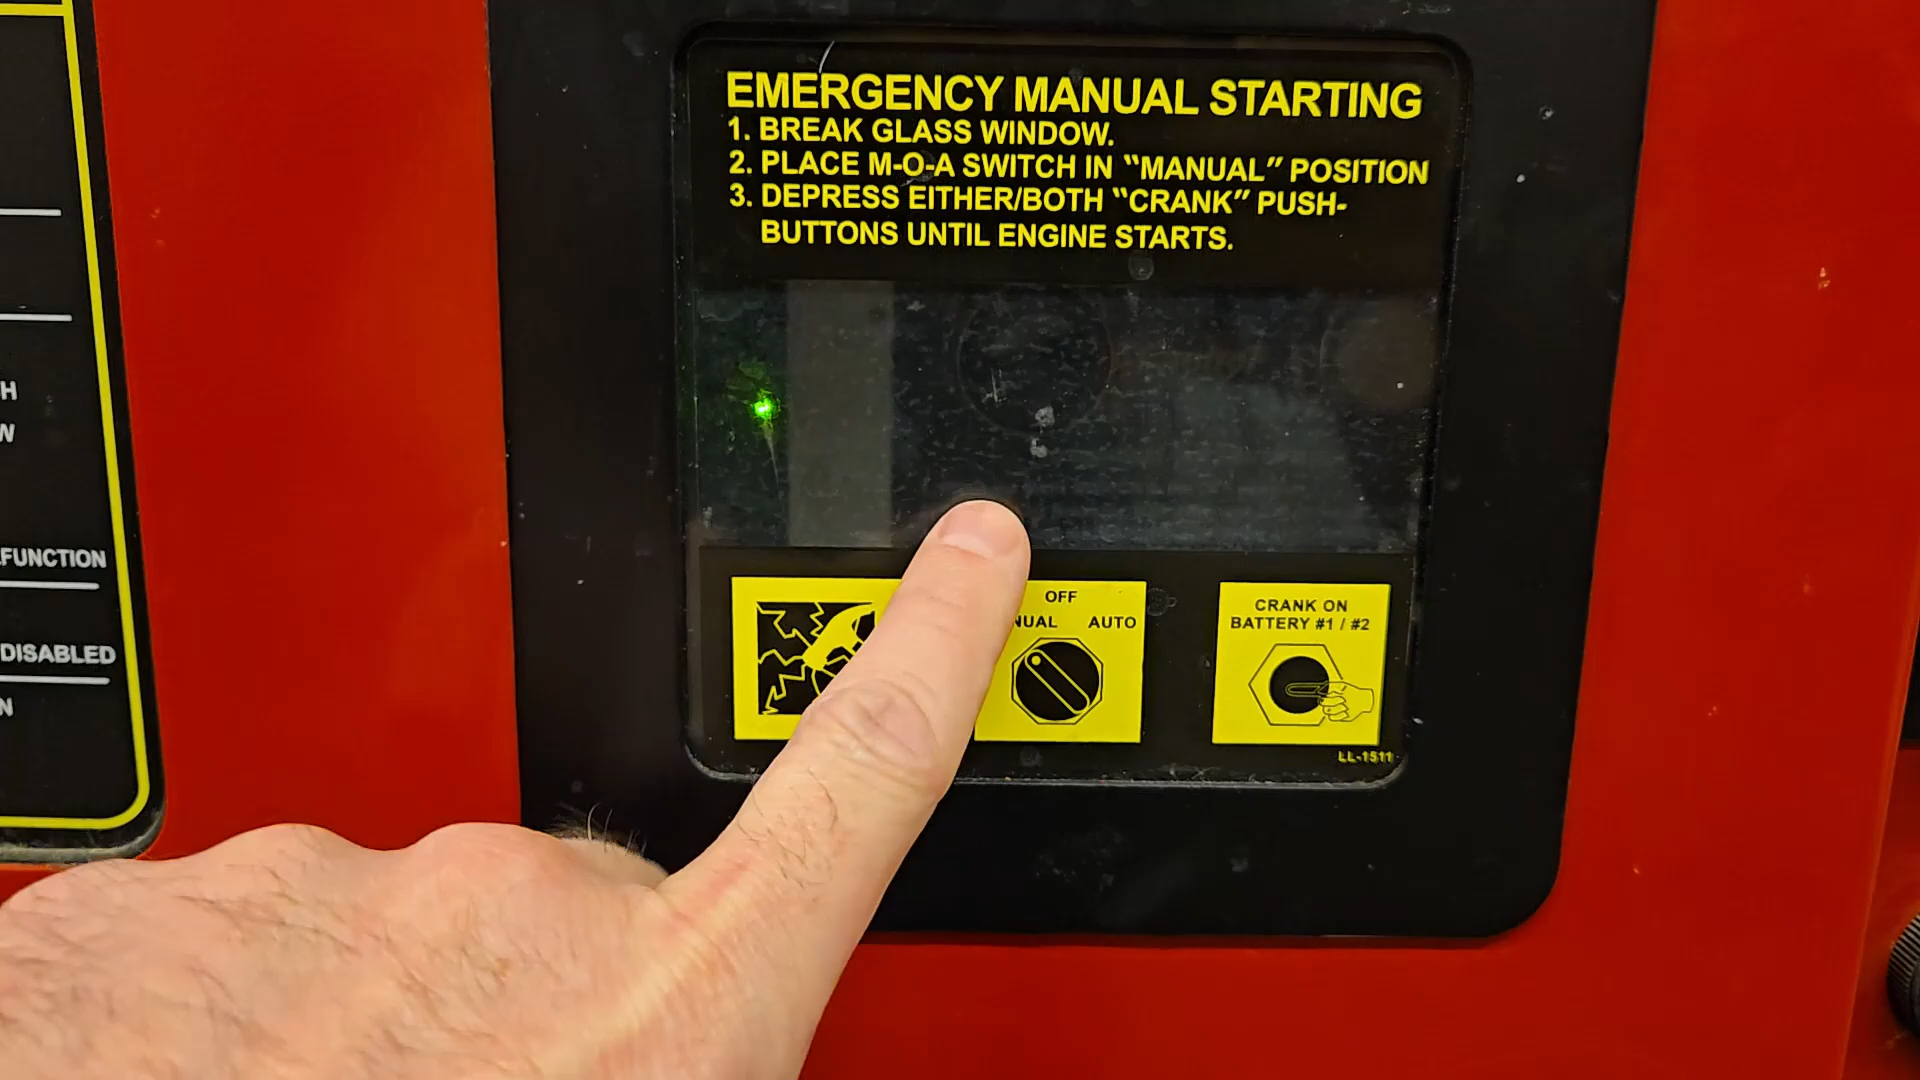 EMERGENCY MANUAL STARTING
1. BREAK GLASS WINDOW.
2. PLACE M-O-A SWITCH IN “MANUAL” POSITION
3. DEPRESS EITHER/BOTH “CRANK” PUSH-
BUTTONS UNTIL ENGINE STARTS.
OFF
NUAL AUTO
CRANK ON
BATTERY #1 / #2
LL-1511
H
W
FUNCTION
DISABLED
N